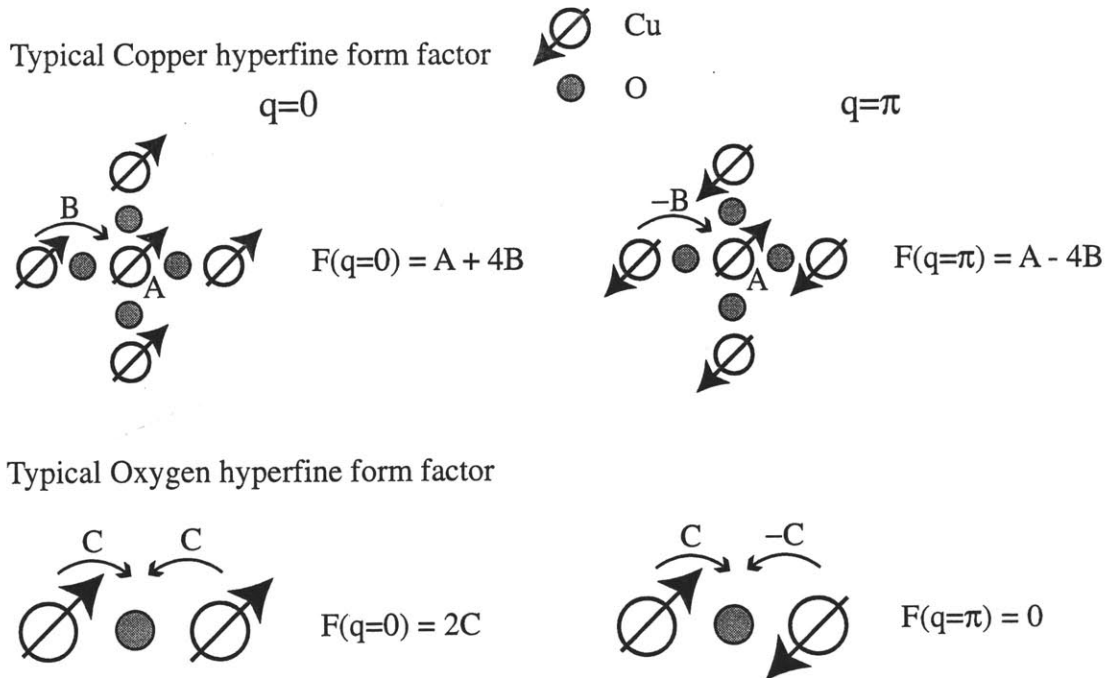 Typical Copper hyperfine form factor
Cu
O
q=0
q=π
B
A
F(q=0) = A + 4B
−B
A
F(q=π) = A - 4B
Typical Oxygen hyperfine form factor
C
C
F(q=0) = 2C
C
−C
F(q=π) = 0